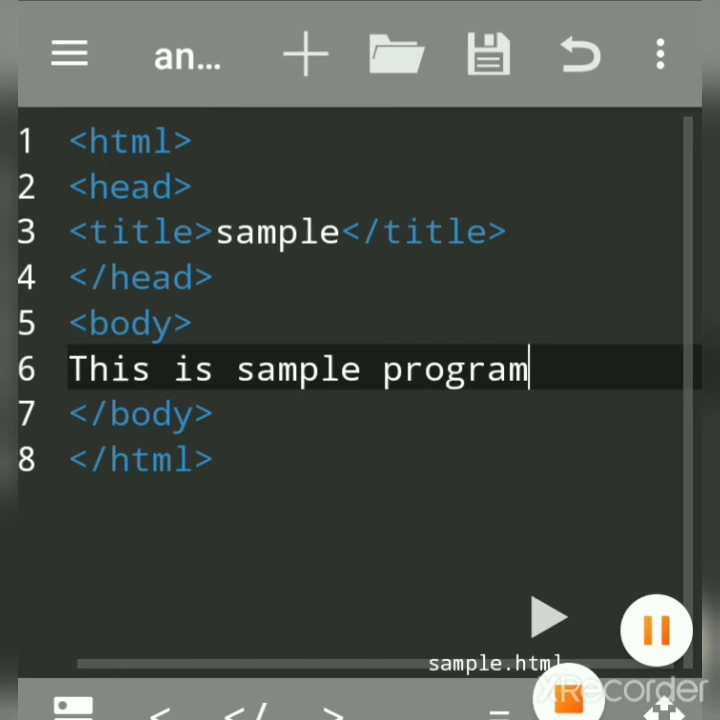 an...
1 <html>
2 <head>
3 <title>sample</title>
4 </head>
5 <body>
6 This is sample program
7 </body>
8 </html>
sample.html
XRecorder
< </ > =